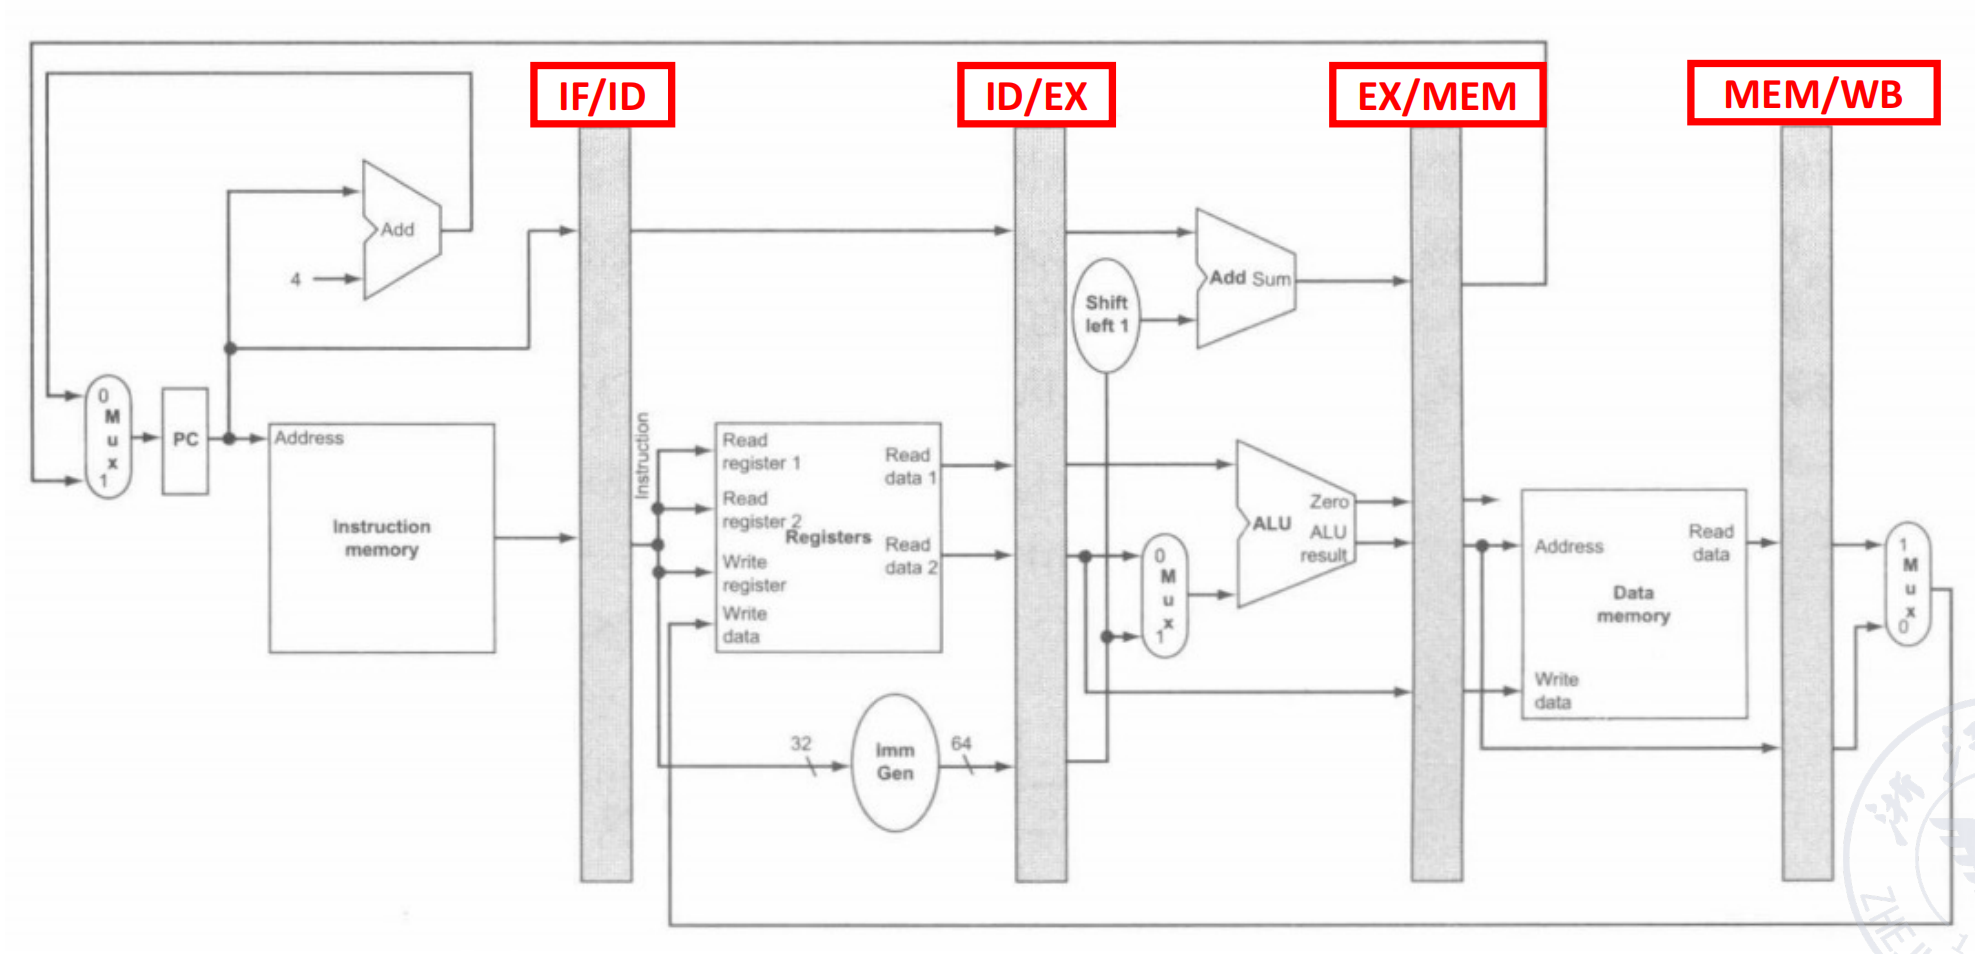 IF/ID
ID/EX
EX/MEM
MEM/WB
Add
4
Add Sum
Shift
left 1
0
M
u
x
1
PC
Address
Instruction
memory
Instruction
Read
register 1
Read
register 2
Write
register
Write
data
Registers
Read
data 1
Read
data 2
32
imm
Gen
64
0
M
u
x
1
ALU
Zero
ALU
result
Address
Write
data
Data
memory
Read
data
1
M
u
x
0